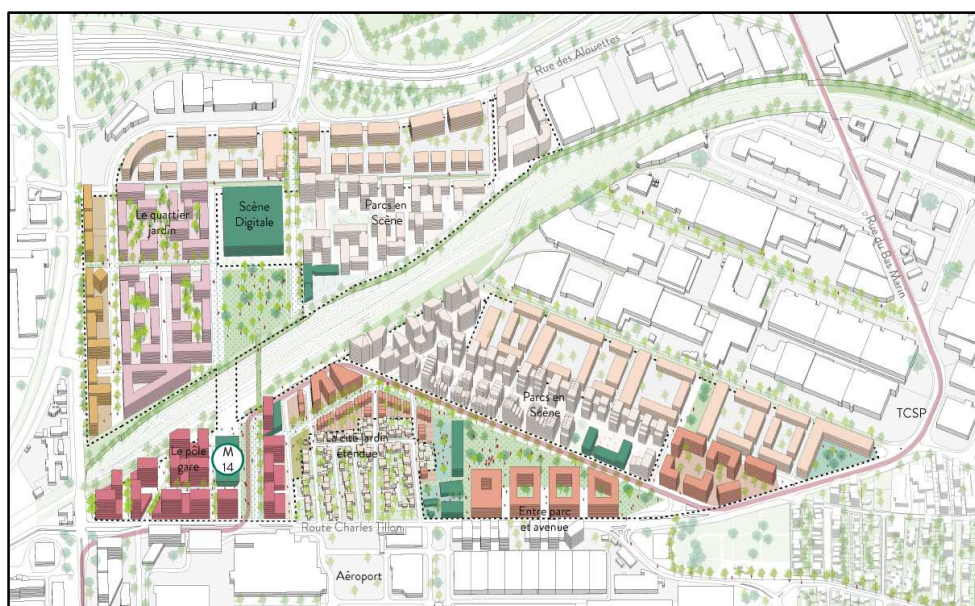 Rue des Alouettes
Le quartier
jardin
Scène
Digitale
Parcs en
Scène
Rue du Bas Marin
Parcs en
Scène
TCSP
La cité jardin
étendue
Le pôle
gare
M
14
Entre parc
et avenue
Route Charles Tillon
Aéroport